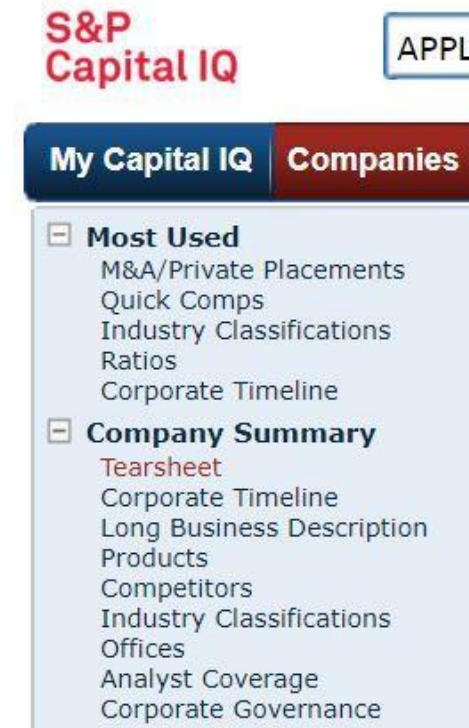 S&P
Capital IQ
APPL
My Capital IQ
Companies
Most Used
M&A/Private Placements
Quick Comps
Industry Classifications
Ratios
Corporate Timeline
Company Summary
Tearsheet
Corporate Timeline
Long Business Description
Products
Competitors
Industry Classifications
Offices
Analyst Coverage
Corporate Governance